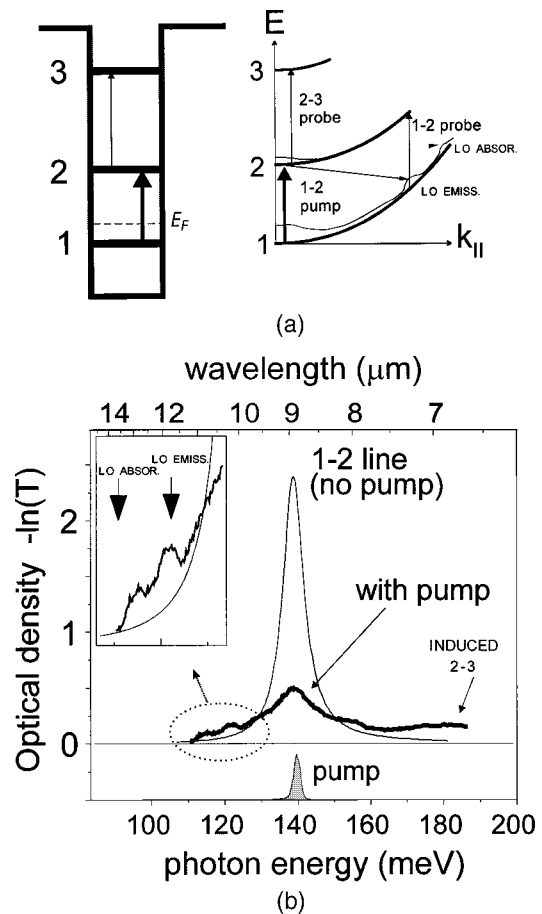 E
3
3
2-3
probe
1-2 probe
LO ABSOR.
2
2
LO EMISS.
1-2
pump
E_F
1
1
k_II
(a)
wavelength (μm)
14 12 10 9 8 7
LO ABSOR.
LO EMISS.
1-2 line
(no pump)
2
with pump
1
INDUCED
2-3
0
pump
Optical density -ln(T)
100 120 140 160 180 200
photon energy (meV)
(b)